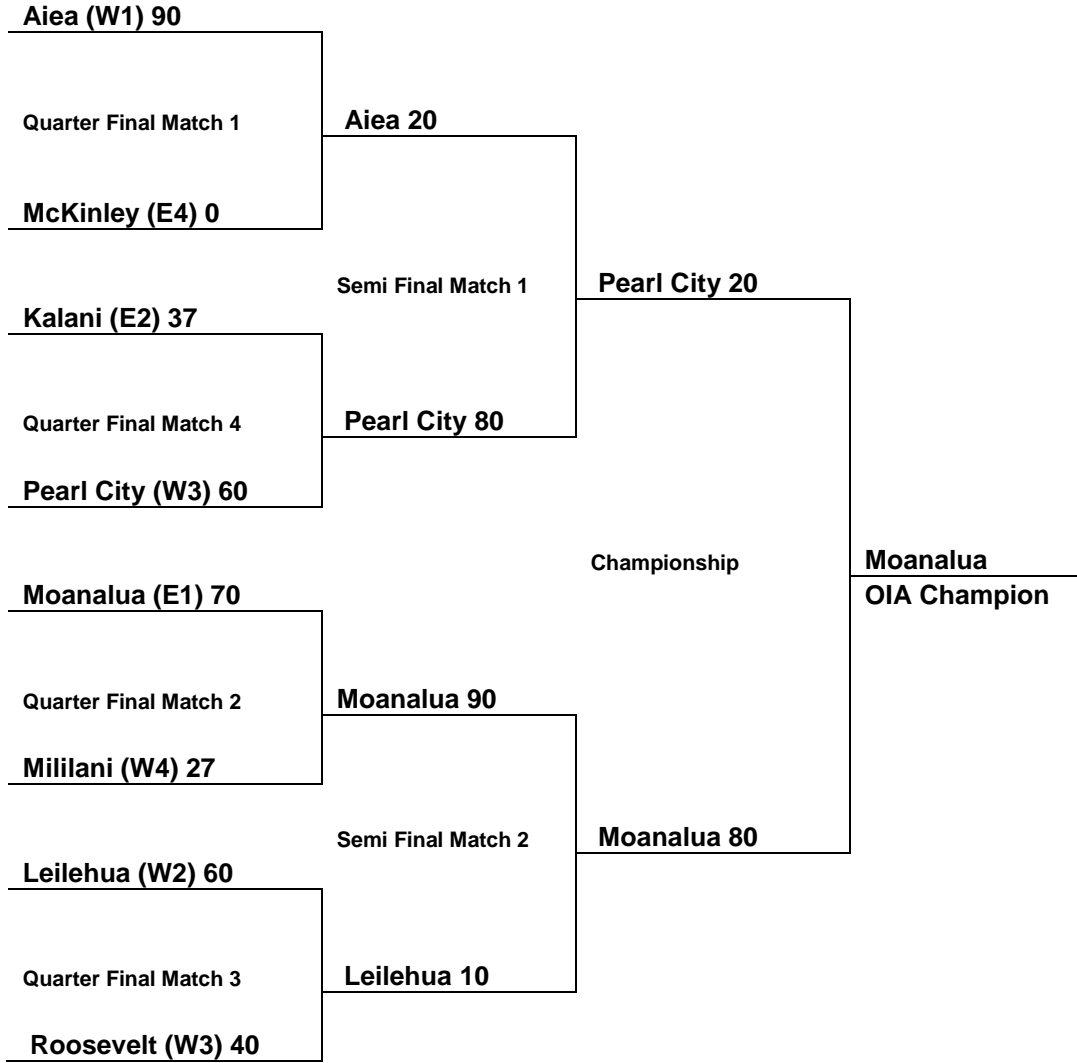 Aiea (W1) 90
Quarter Final Match 1
Aiea 20
McKinley (E4) 0
Semi Final Match 1
Pearl City 20
Kalani (E2) 37
Quarter Final Match 4
Pearl City 80
Pearl City (W3) 60
Championship
Moanalua
OIA Champion
Moanalua (E1) 70
Quarter Final Match 2
Moanalua 90
Mililani (W4) 27
Semi Final Match 2
Moanalua 80
Leilehua (W2) 60
Quarter Final Match 3
Leilehua 10
Roosevelt (W3) 40